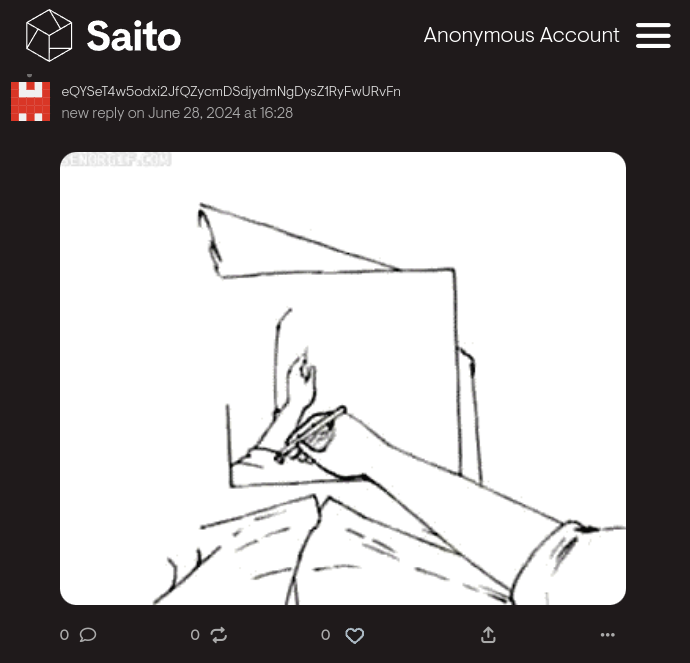 Saito
Anonymous Account
eQYSeT4w5odxi2JfQZycmDSdjydmNgDysZ1RyFwURvFn
new reply on June 28, 2024 at 16:28
0
0
0